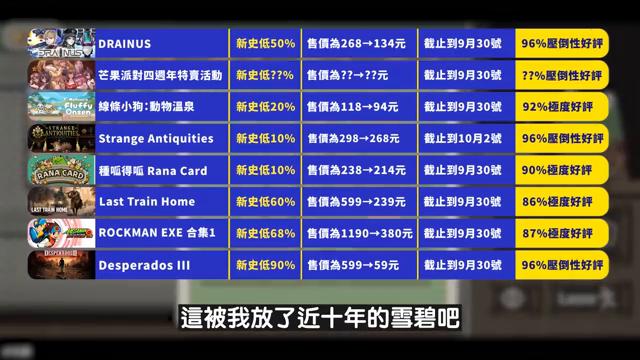 DRAINUS 新史低50% 售價為268→134元 截止到9月30號 96%壓倒性好評
芒果派對四週年特賣活動 新史低??% 售價為??→??元 截止到9月30號 ??%壓倒性好評
線條小狗:動物溫泉 新史低20% 售價為118→94元 截止到9月30號 92%極度好評
Strange Antiquities 新史低10% 售價為298→268元 截止到10月2號 96%壓倒性好評
種呱得呱 Rana Card 新史低10% 售價為238→214元 截止到9月30號 90%極度好評
Last Train Home 新史低60% 售價為599→239元 截止到9月30號 86%極度好評
ROCKMAN EXE 合集1 新史低68% 售價為1190→380元 截止到9月30號 87%極度好評
Desperados III 新史低90% 售價為599→59元 截止到9月30號 96%壓倒性好評
這被我放了近十年的雪碧吧